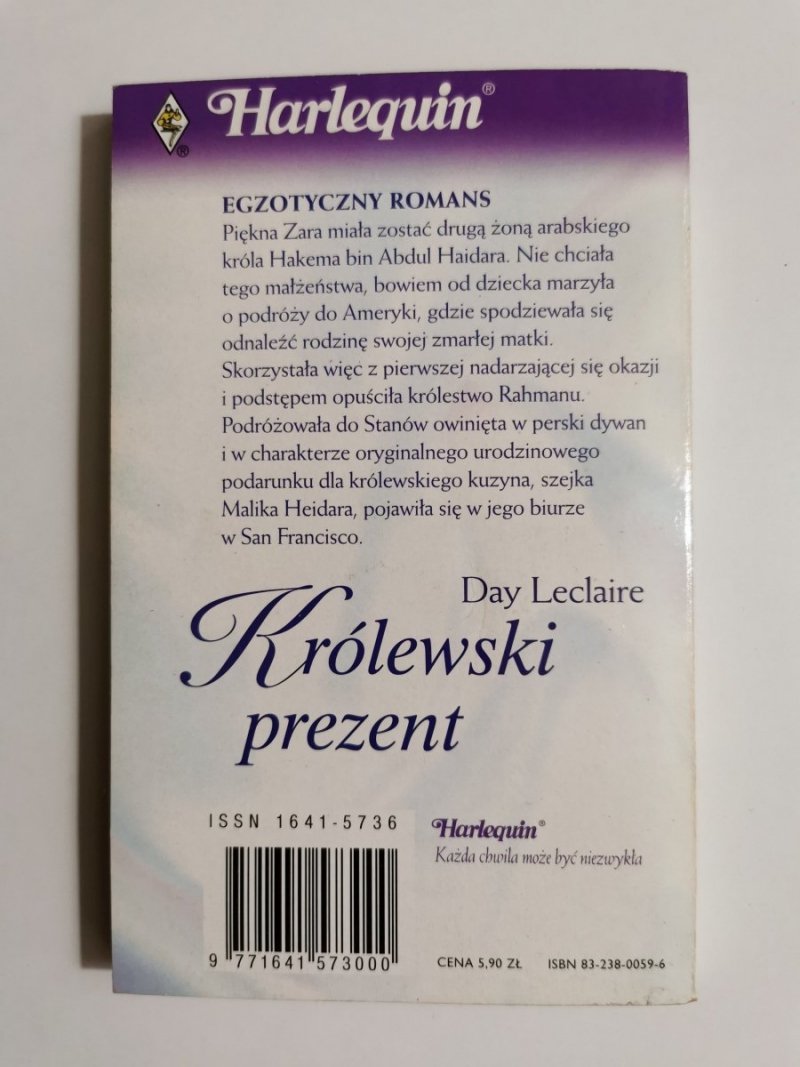 Harlequin®
®
EGZOTYCZNY ROMANS
Piękna Zara miała zostać drugą żoną arabskiego
króla Hakema bin Abdul Haidara. Nie chciała
tego małżeństwa, bowiem od dziecka marzyła
o podróży do Ameryki, gdzie spodziewała się
odnaleźć rodzinę swojej zmarłej matki.
Skorzystała więc z pierwszej nadarzającej się okazji
i podstępem opuściła królestwo Rahmanu.
Podróżowała do Stanów owinięta w perski dywan
i w charakterze oryginalnego urodzinowego
podarunku dla królewskiego kuzyna, szejka
Malika Heidara, pojawiła się w jego biurze
w San Francisco.
Day Leclaire
Królewski
prezent
ISSN 1641-5736
Harlequin®
Każda chwila może być niezwykła
9 771641 573000
CENA 5,90 ZŁ ISBN 83-238-0059-6